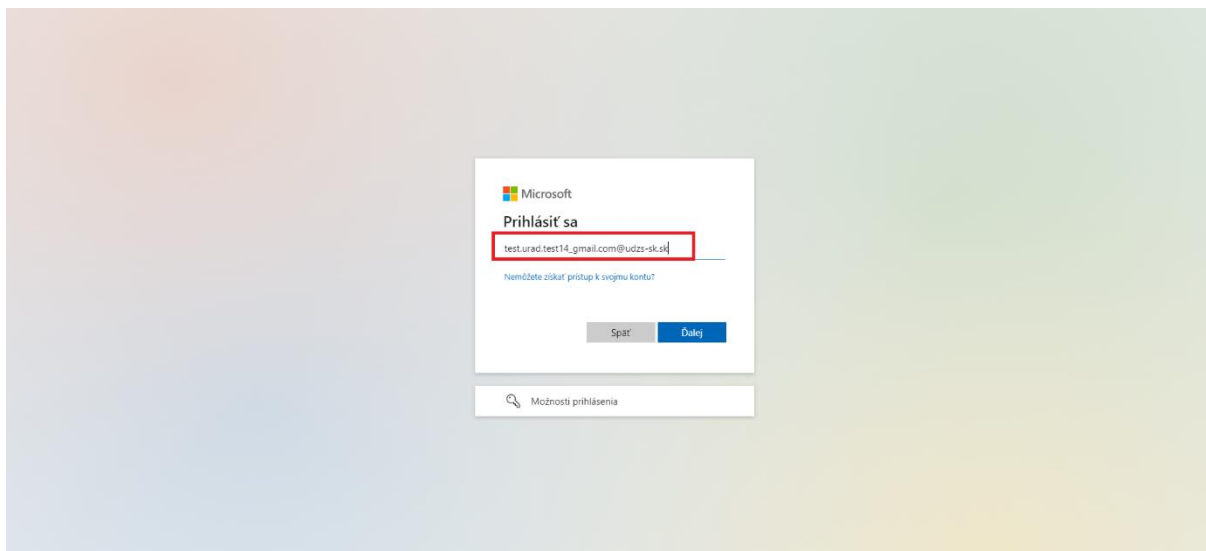 Microsoft
Prihlásiť sa
test.urad.test14_gmail.com@udzs-sk.sk
Nemôžete získať prístup k svojmu kontu?
Späť
Ďalej
Možnosti prihlásenia